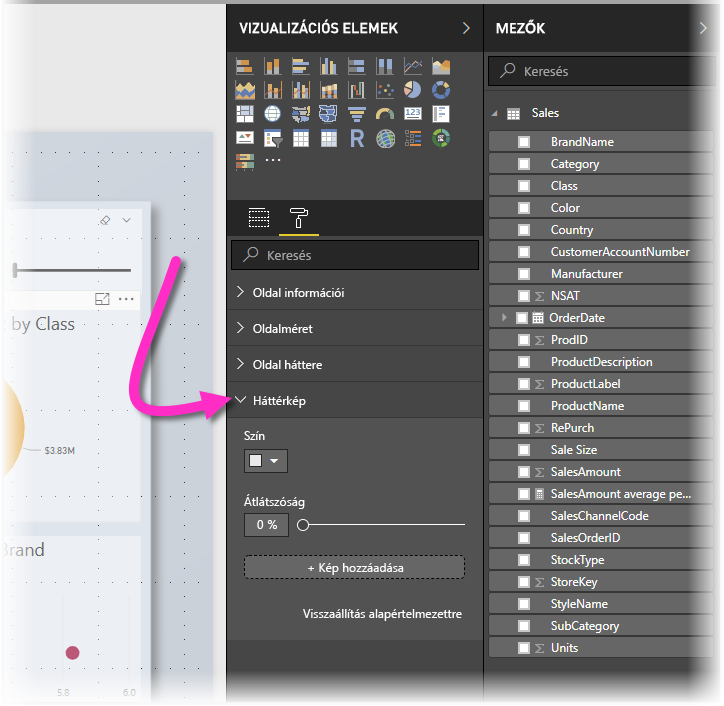 by Class
$3.83M
Brand
5.8 6.0
VIZUALIZÁCIÓS ELEMEK
R
123
Keresés
Oldal információi
Oldalméret
Oldal háttere
Háttérkép
Szín
Átlátszóság
0 %
+ Kép hozzáadása
Visszaállítás alapértelmezettre
MEZŐK
Keresés
Sales
BrandName
Category
Class
Color
Country
CustomerAccountNumber
Manufacturer
Σ NSAT
OrderDate
Σ ProdID
ProductDescription
Σ ProductLabel
ProductName
Σ RePurch
Sale Size
Σ SalesAmount
SalesAmount average pe...
SalesChannelCode
SalesOrderID
StockType
Σ StoreKey
StyleName
SubCategory
Σ Units